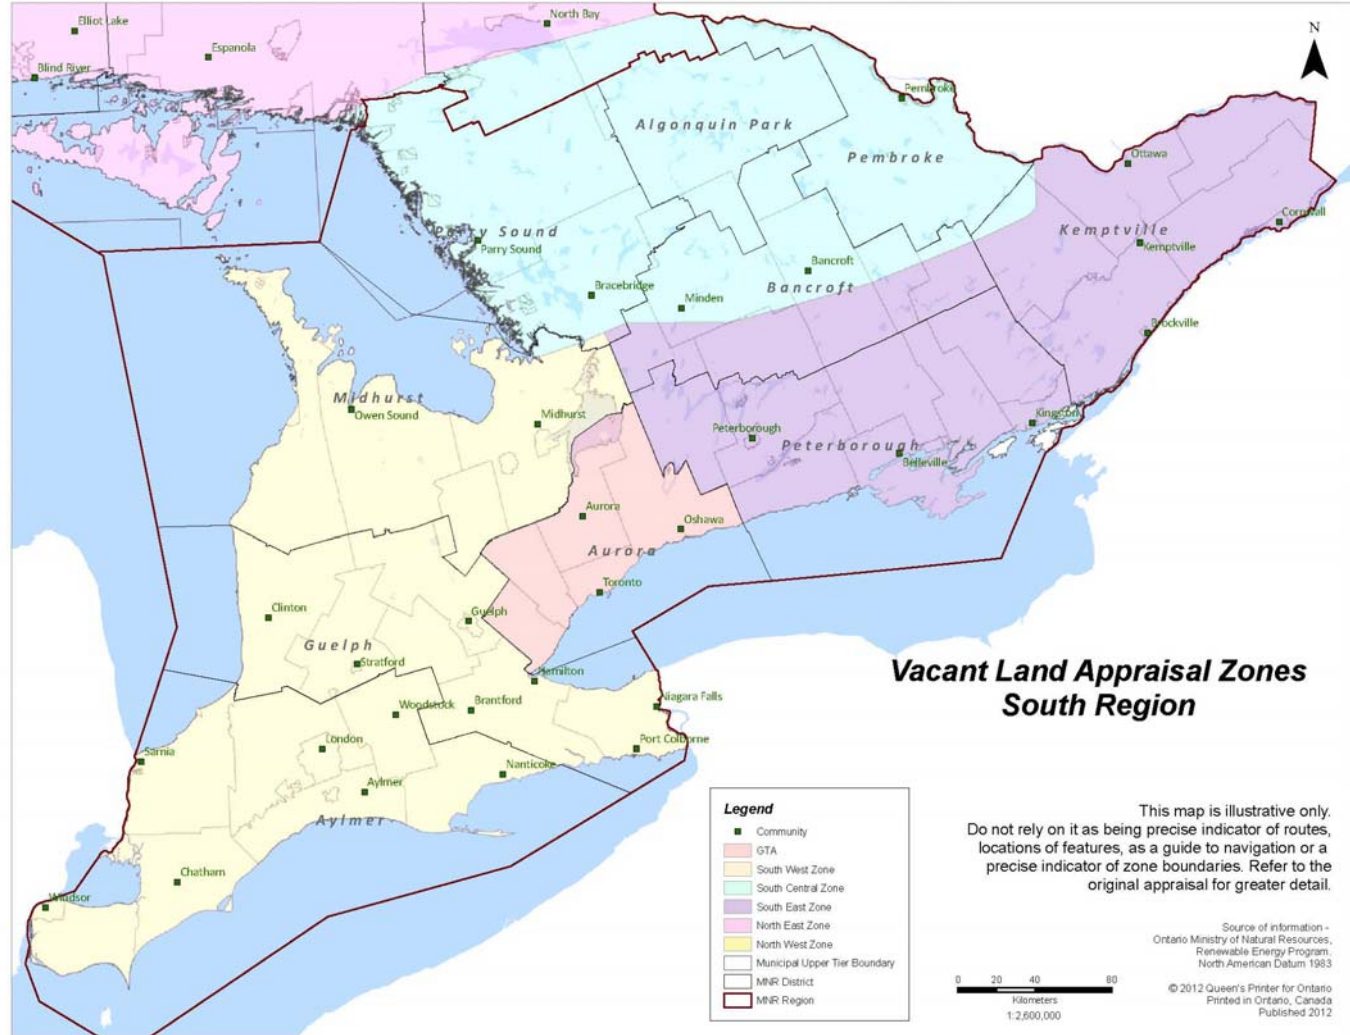 Elliot Lake
North Bay
N
Espanola
Blind River
Pembroke
Algonquin Park
Pembroke
Ottawa
Cornwall
Parry Sound
Parry Sound
Kemptville
Kemptville
Bancroft
Bancroft
Bracebridge
Minden
Brockville
Midhurst
Owen Sound
Midhurst
Kingston
Peterborough
Peterborough
Belleville
Aurora
Oshawa
Aurora
Toronto
Clinton
Guelph
Guelph
Stratford
Hamilton
Vacant Land Appraisal Zones
South Region
Niagara Falls
Woodstock
Brantford
London
Port Colborne
Sarnia
Nanticoke
Aylmer
Aylmer
Chatham
Windsor
Legend
Community
GTA
South West Zone
South Central Zone
South East Zone
North East Zone
North West Zone
Municipal Upper Tier Boundary
MNR District
MNR Region
This map is illustrative only.
Do not rely on it as being precise indicator of routes,
locations of features, as a guide to navigation or a
precise indicator of zone boundaries. Refer to the
original appraisal for greater detail.
Source of information -
Ontario Ministry of Natural Resources,
Renewable Energy Program.
North American Datum 1983
0 20 40 80
Kilometers
1:2,600,000
© 2012 Queen's Printer for Ontario
Printed in Ontario, Canada
Published 2012